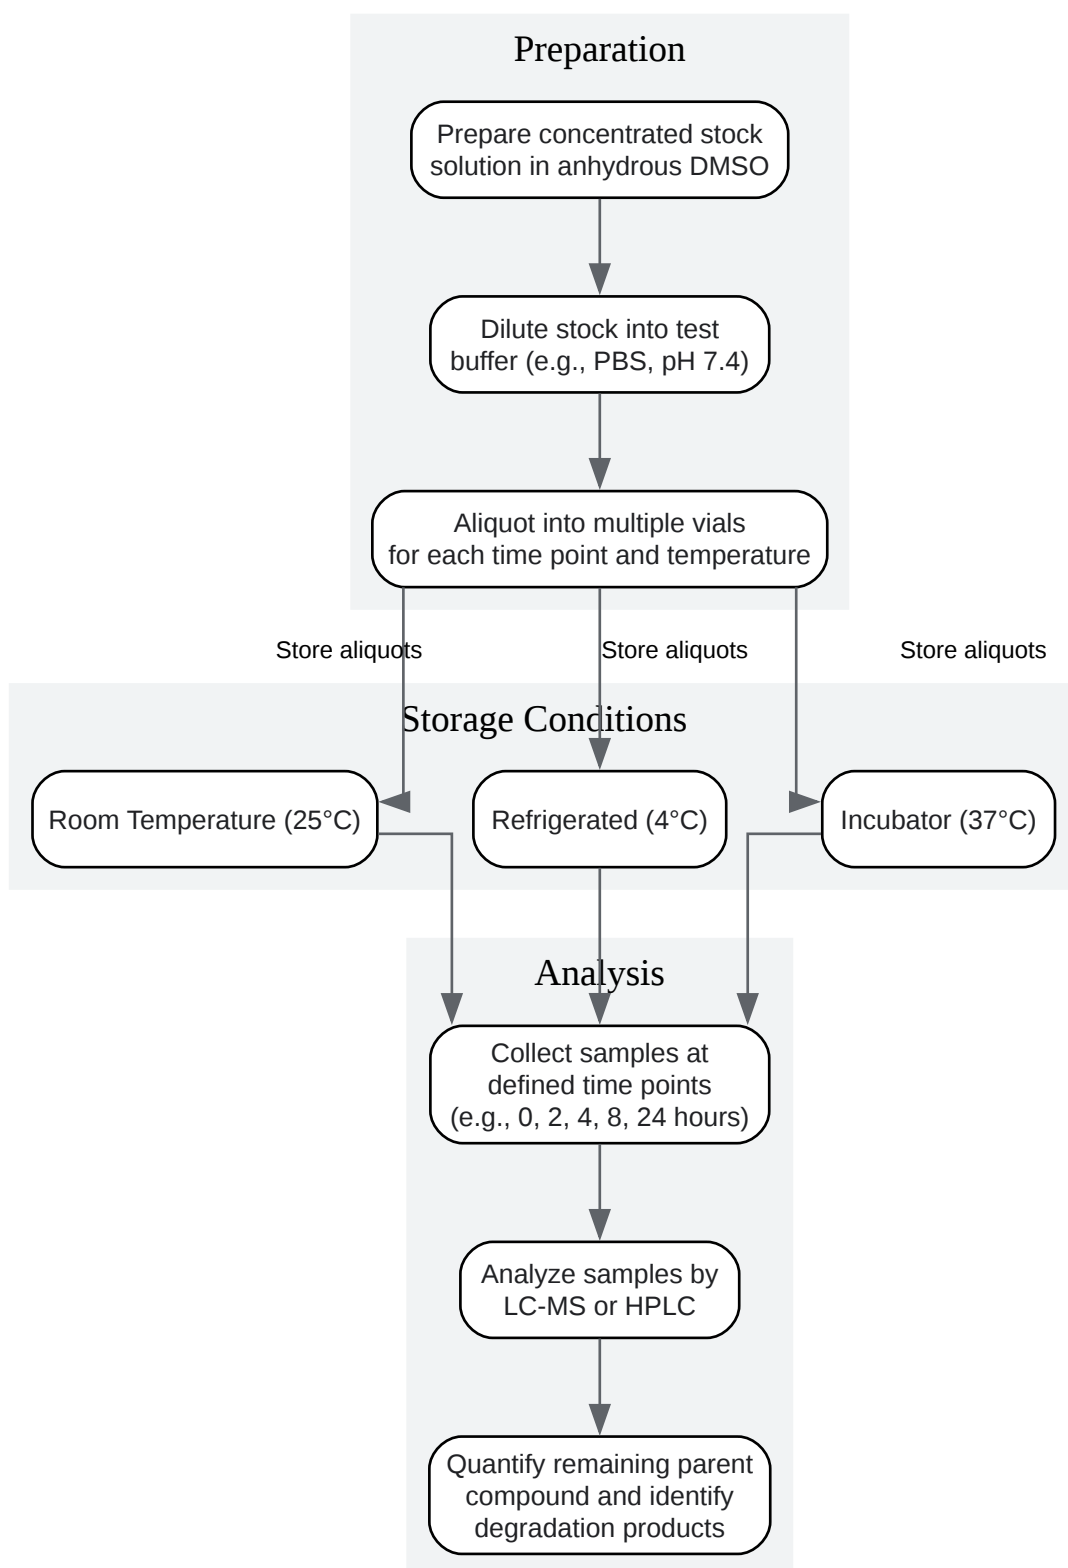 Preparation
Prepare concentrated stock
solution in anhydrous DMSO
Dilute stock into test
buffer (e.g., PBS, pH 7.4)
Aliquot into multiple vials
for each time point and temperature
Store aliquots
Store aliquots
Store aliquots
Storage Conditions
Room Temperature (25°C)
Refrigerated (4°C)
Incubator (37°C)
Analysis
Collect samples at
defined time points
(e.g., 0, 2, 4, 8, 24 hours)
Analyze samples by
LC-MS or HPLC
Quantify remaining parent
compound and identify
degradation products